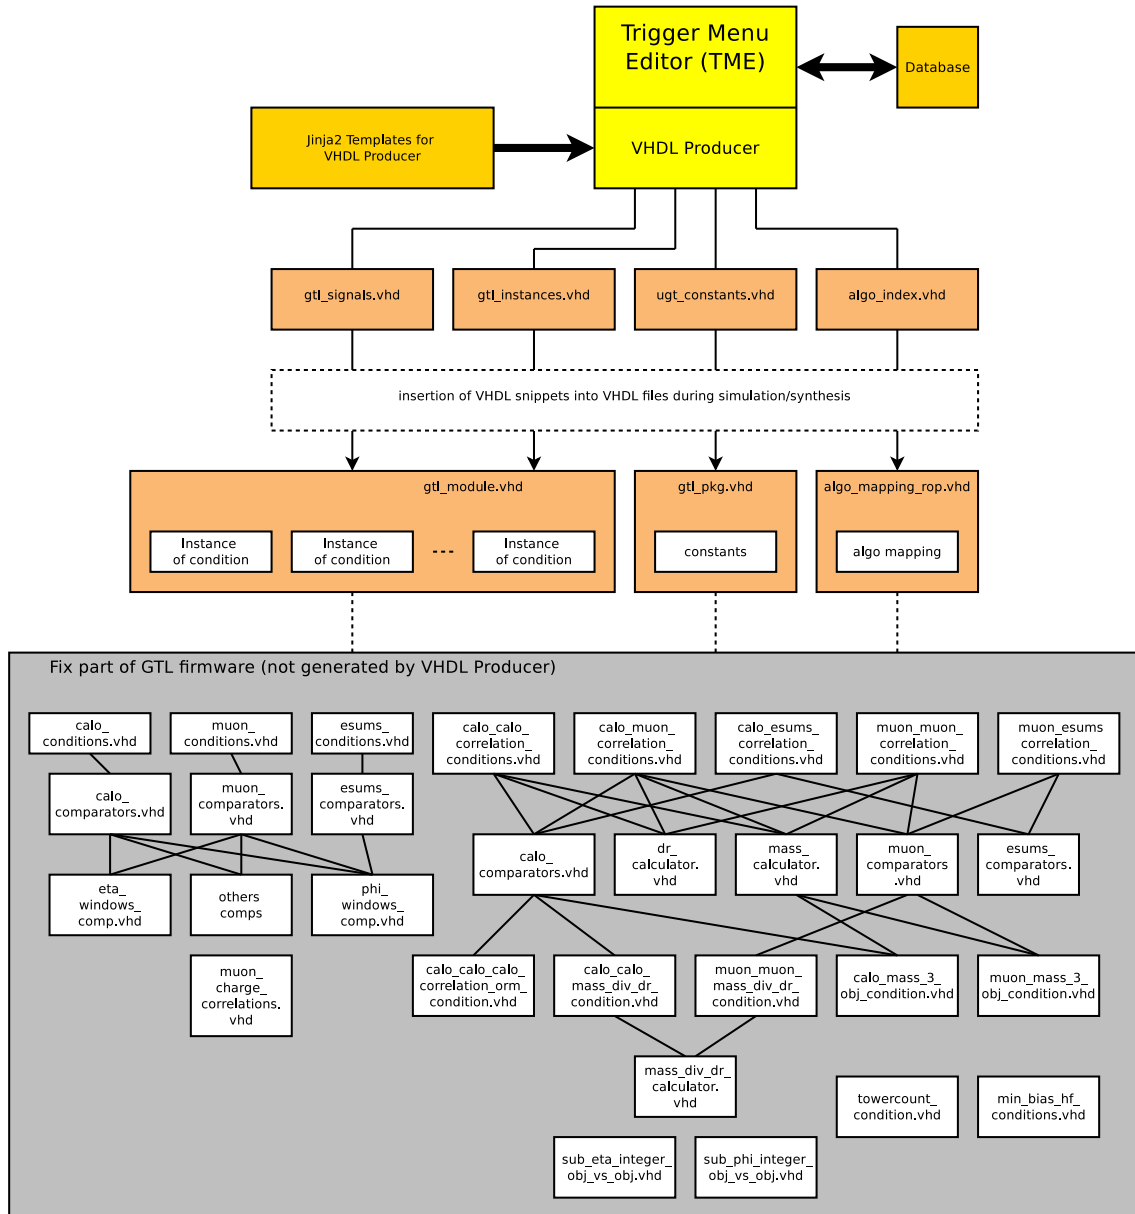 Trigger Menu
Editor (TME)
Database
Jinja2 Templates for
VHDL Producer
VHDL Producer
gtl_signals.vhd
gtl_instances.vhd
ugt_constants.vhd
algo_index.vhd
insertion of VHDL snippets into VHDL files during simulation/synthesis
gtl_module.vhd
gtl_pkg.vhd
algo_mapping_rop.vhd
Instance
of condition
Instance
of condition
---
Instance
of condition
constants
algo mapping
Fix part of GTL firmware (not generated by VHDL Producer)
calo_
conditions.vhd
muon_
conditions.vhd
esums_
conditions.vhd
calo_calo_
correlation_
conditions.vhd
calo_muon_
correlation_
conditions.vhd
calo_esums_
correlation_
conditions.vhd
muon_muon_
correlation_
conditions.vhd
muon_esums
correlation_
conditions.vhd
calo_
comparators.vhd
muon_
comparators.
vhd
esums_
comparators.
vhd
calo_
comparators.vhd
dr_
calculator.
vhd
mass_
calculator.
vhd
muon_
comparators
.vhd
esums_
comparators.
vhd
eta_
windows_
comp.vhd
others
comps
phi_
windows_
comp.vhd
muon_
charge_
correlations.
vhd
calo_calo_calo_
correlation_orm_
condition.vhd
calo_calo_
mass_div_dr_
condition.vhd
muon_muon_
mass_div_dr_
condition.vhd
calo_mass_3_
obj_condition.vhd
muon_mass_3_
obj_condition.vhd
mass_div_dr_
calculator.
vhd
towercount_
condition.vhd
min_bias_hf_
conditions.vhd
sub_eta_integer_
obj_vs_obj.vhd
sub_phi_integer_
obj_vs_obj.vhd